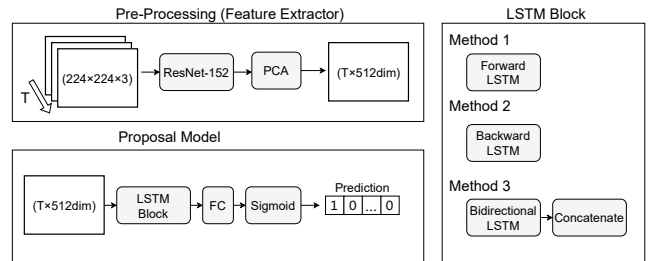 Pre-Processing (Feature Extractor)
T
(224×224×3)
ResNet-152
PCA
(T×512dim)
Proposal Model
(T×512dim)
LSTM
Block
FC
Sigmoid
Prediction
1 0 ... 0
LSTM Block
Method 1
Forward
LSTM
Method 2
Backward
LSTM
Method 3
Bidirectional
LSTM
Concatenate